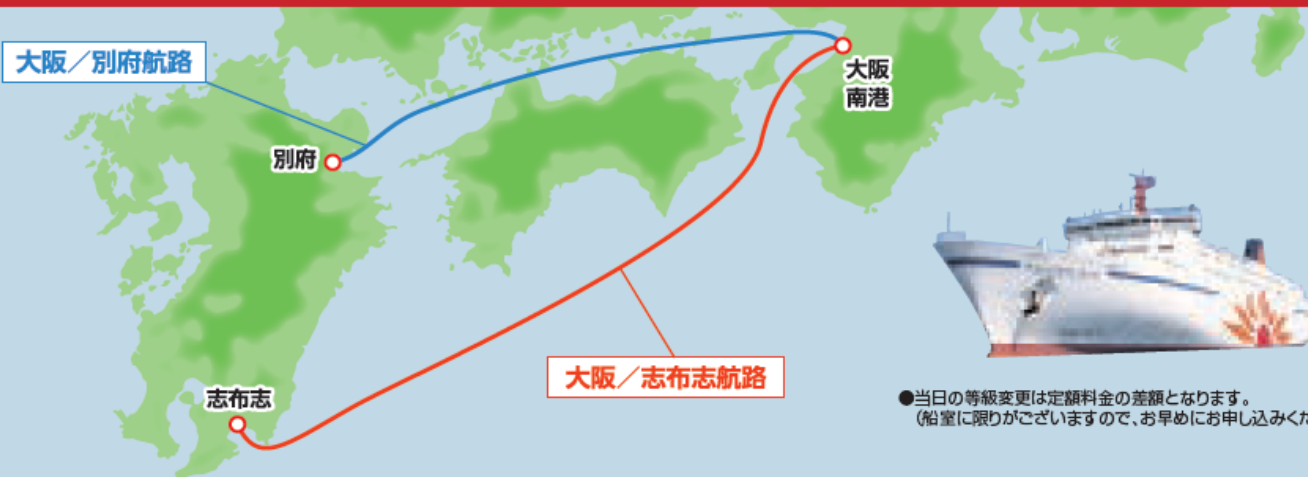 大阪／別府航路
大阪
南港
別府
大阪／志布志航路
志布志
●当日の等級変更は定額料金の差額となります。
（船室に限りがございますので、お早めにお申し込みくだ